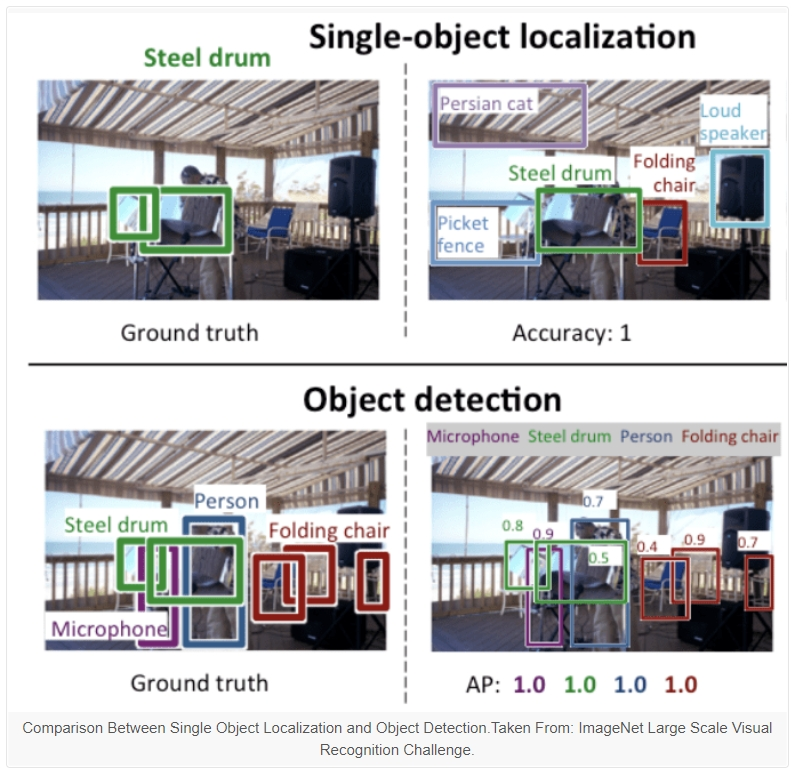 Single-object localization
Steel drum
Persian cat
Loud
speaker
Steel drum
Folding
chair
Picket
fence
Ground truth
Accuracy: 1
Object detection
Steel drum
Person
Folding chair
Microphone
Microphone Steel drum Person Folding chair
0.7
0.8
0.9
0.5
0.4
0.9
0.7
Ground truth
AP: 1.0 1.0 1.0 1.0
Comparison Between Single Object Localization and Object Detection.Taken From: ImageNet Large Scale Visual
Recognition Challenge.